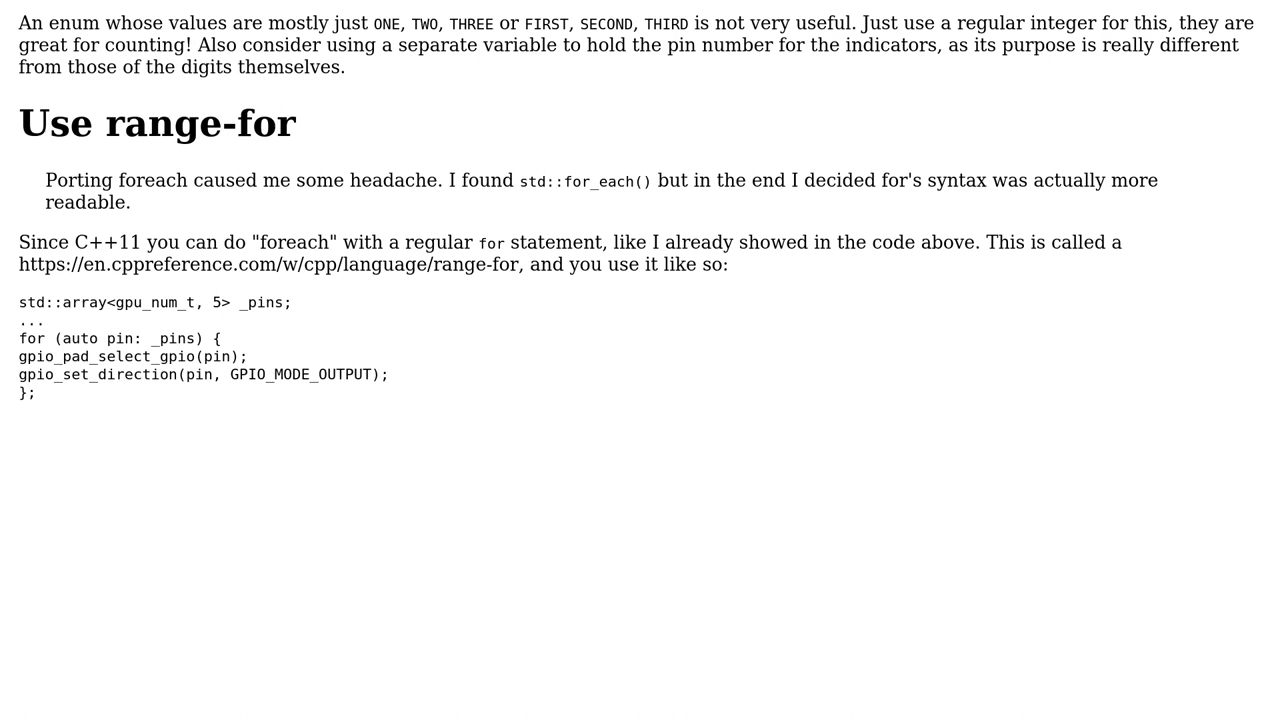 An enum whose values are mostly just ONE, TWO, THREE or FIRST, SECOND, THIRD is not very useful. Just use a regular integer for this, they are
great for counting! Also consider using a separate variable to hold the pin number for the indicators, as its purpose is really different
from those of the digits themselves.
Use range-for
Porting foreach caused me some headache. I found std::for_each() but in the end I decided for's syntax was actually more
readable.
Since C++11 you can do "foreach" with a regular for statement, like I already showed in the code above. This is called a
https://en.cppreference.com/w/cpp/language/range-for, and you use it like so:
std::array<gpu_num_t, 5> _pins;
...
for (auto pin: _pins) {
gpio_pad_select_gpio(pin);
gpio_set_direction(pin, GPIO_MODE_OUTPUT);
};